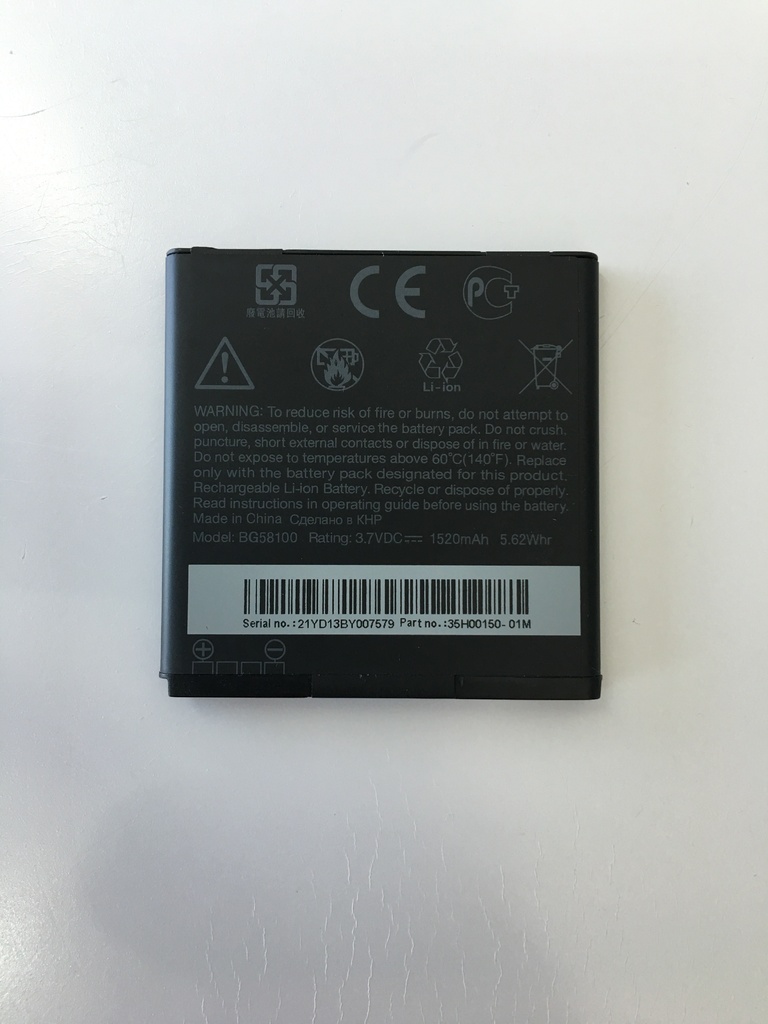 廢電池請回收
CE
PCT
Li-ion
WARNING: To reduce risk of fire or burns, do not attempt to
open, disassemble, or service the battery pack. Do not crush,
puncture, short external contacts or dispose of in fire or water.
Do not expose to temperatures above 60˚C(140˚F). Replace
only with the battery pack designated for this product.
Rechargeable Li-ion Battery. Recycle or dispose of properly.
Read instructions in operating guide before using the battery.
Made in China Сделано в КНР
Model: BG58100 Rating: 3.7VDC⎓ 1520mAh 5.62Whr
Serial no.:21YD13BY007579 Part no.:35H00150-01M
+ −